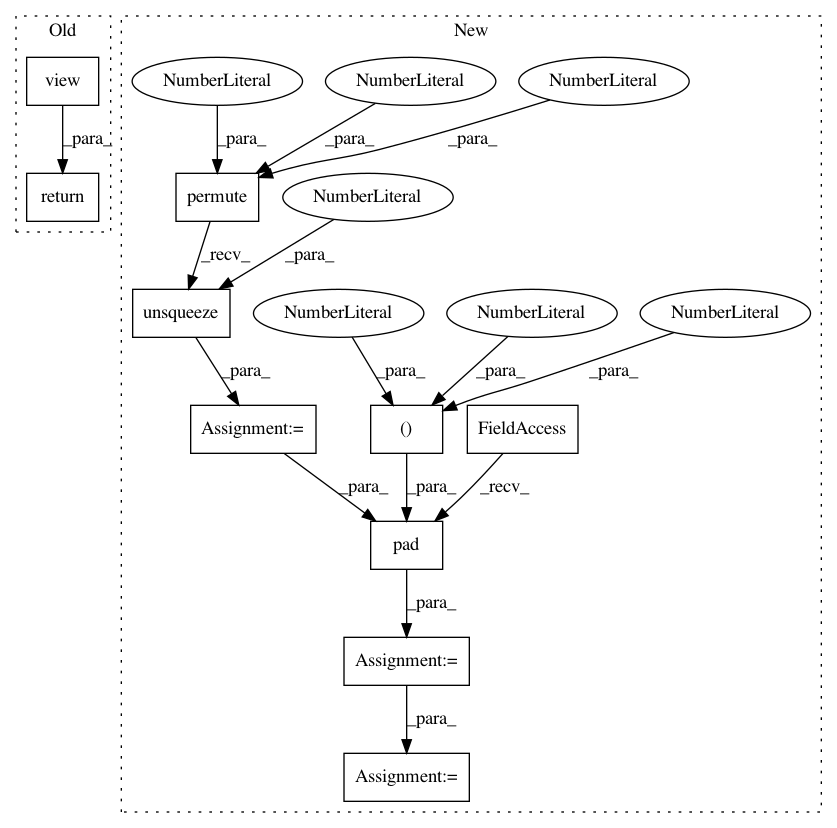 Old
New
view
NumberLiteral
NumberLiteral
NumberLiteral
_para_
_para_
_para_
_para_
return
permute
NumberLiteral
_recv_
_para_
unsqueeze
NumberLiteral
NumberLiteral
NumberLiteral
_para_
_para_
_para_
_para_
Assignment:=
()
FieldAccess
_para_
_para_
_recv_
pad
_para_
Assignment:=
_para_
Assignment:=